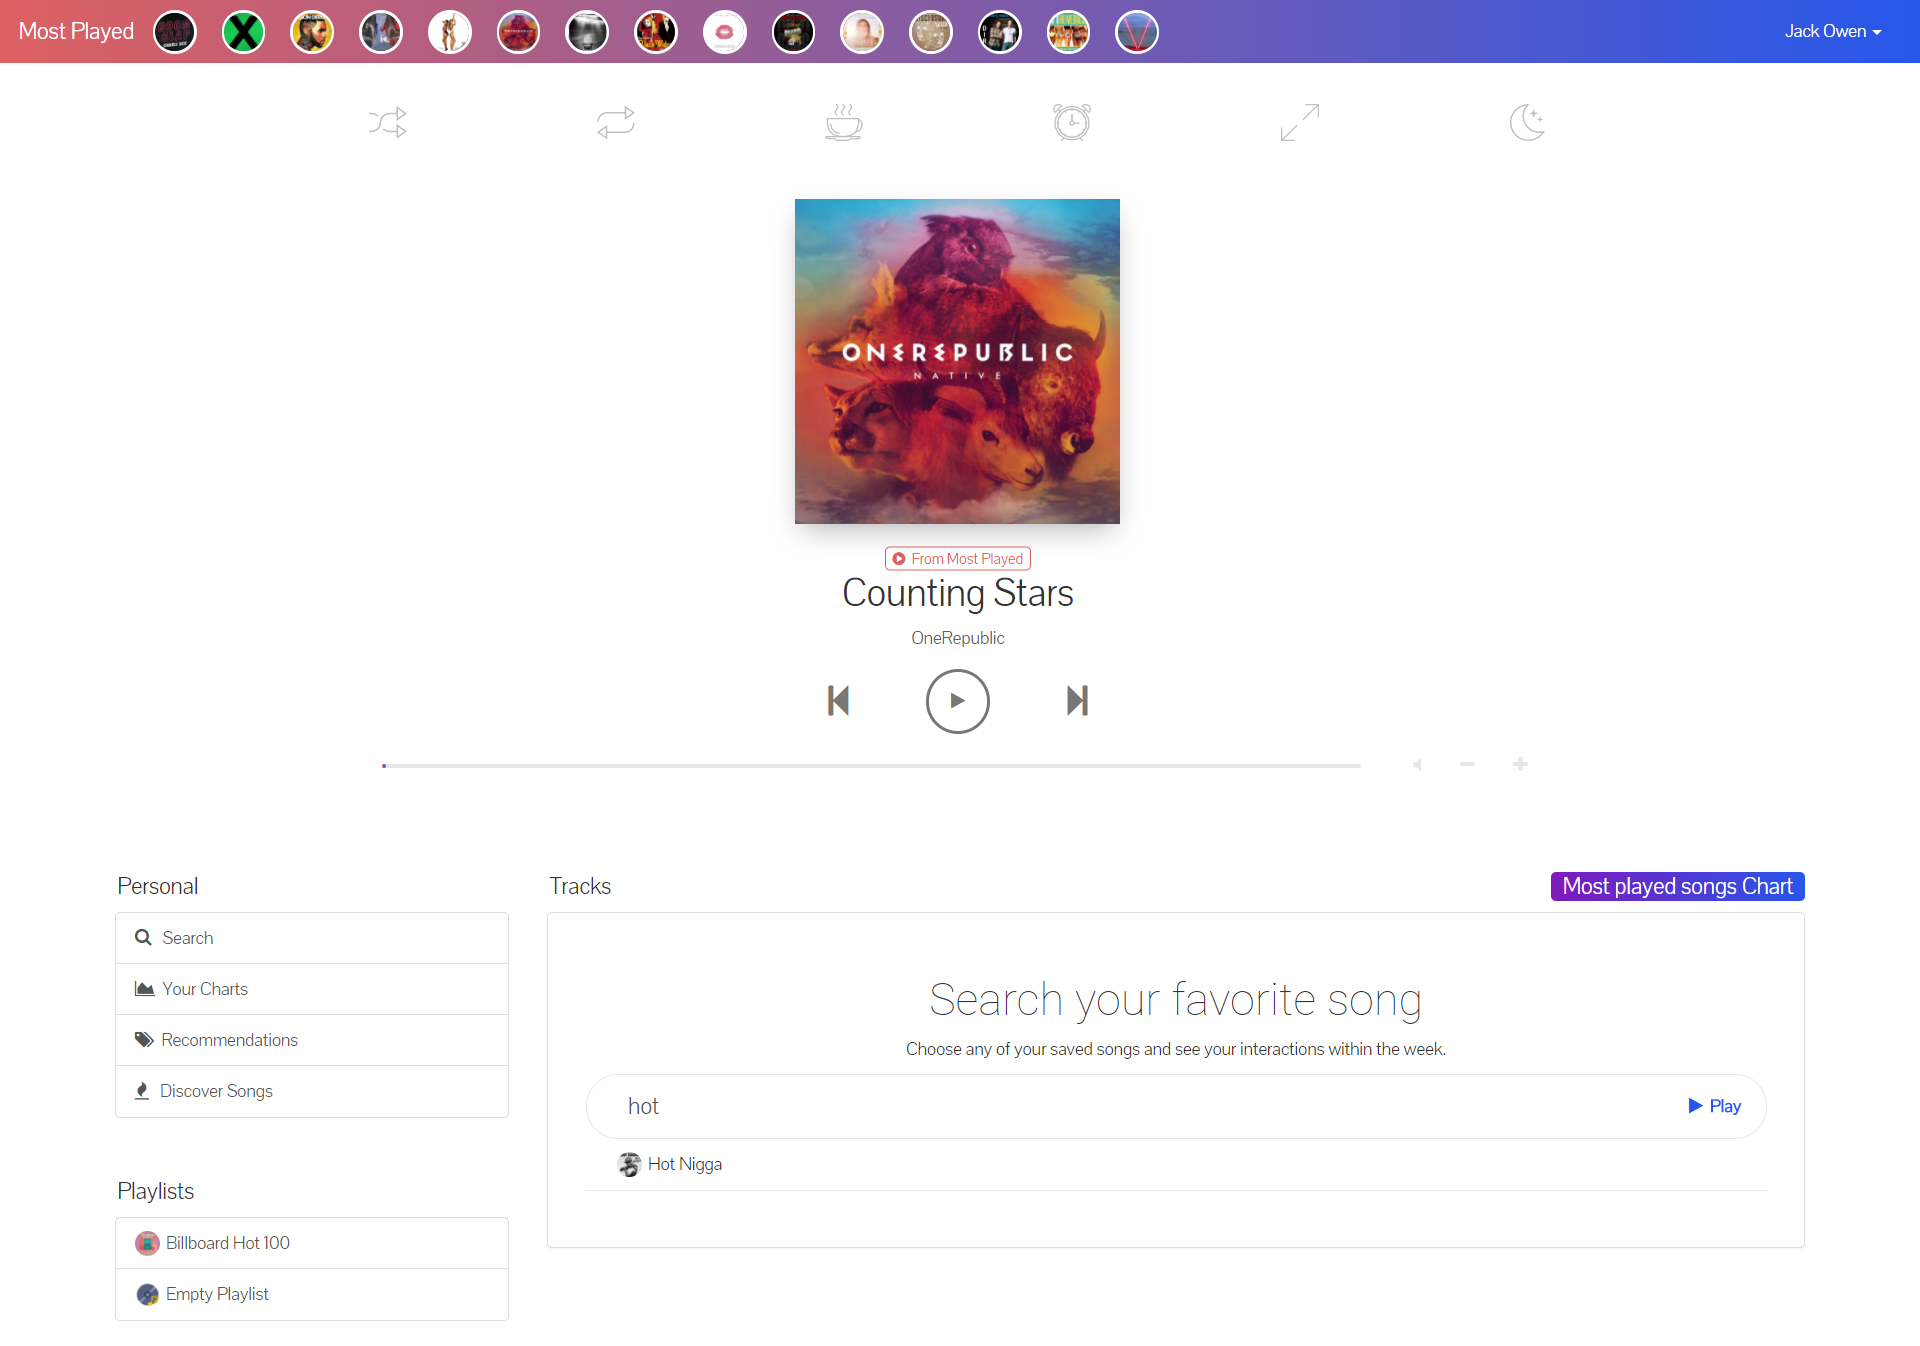 Most Played
Jack Owen
ONEREPUBLIC
NATIVE
From Most Played
Counting Stars
OneRepublic
Personal
Search
Your Charts
Recommendations
Discover Songs
Playlists
Billboard Hot 100
Empty Playlist
Tracks
Most played songs Chart
Search your favorite song
Choose any of your saved songs and see your interactions within the week.
hot
Play
Hot Nigga